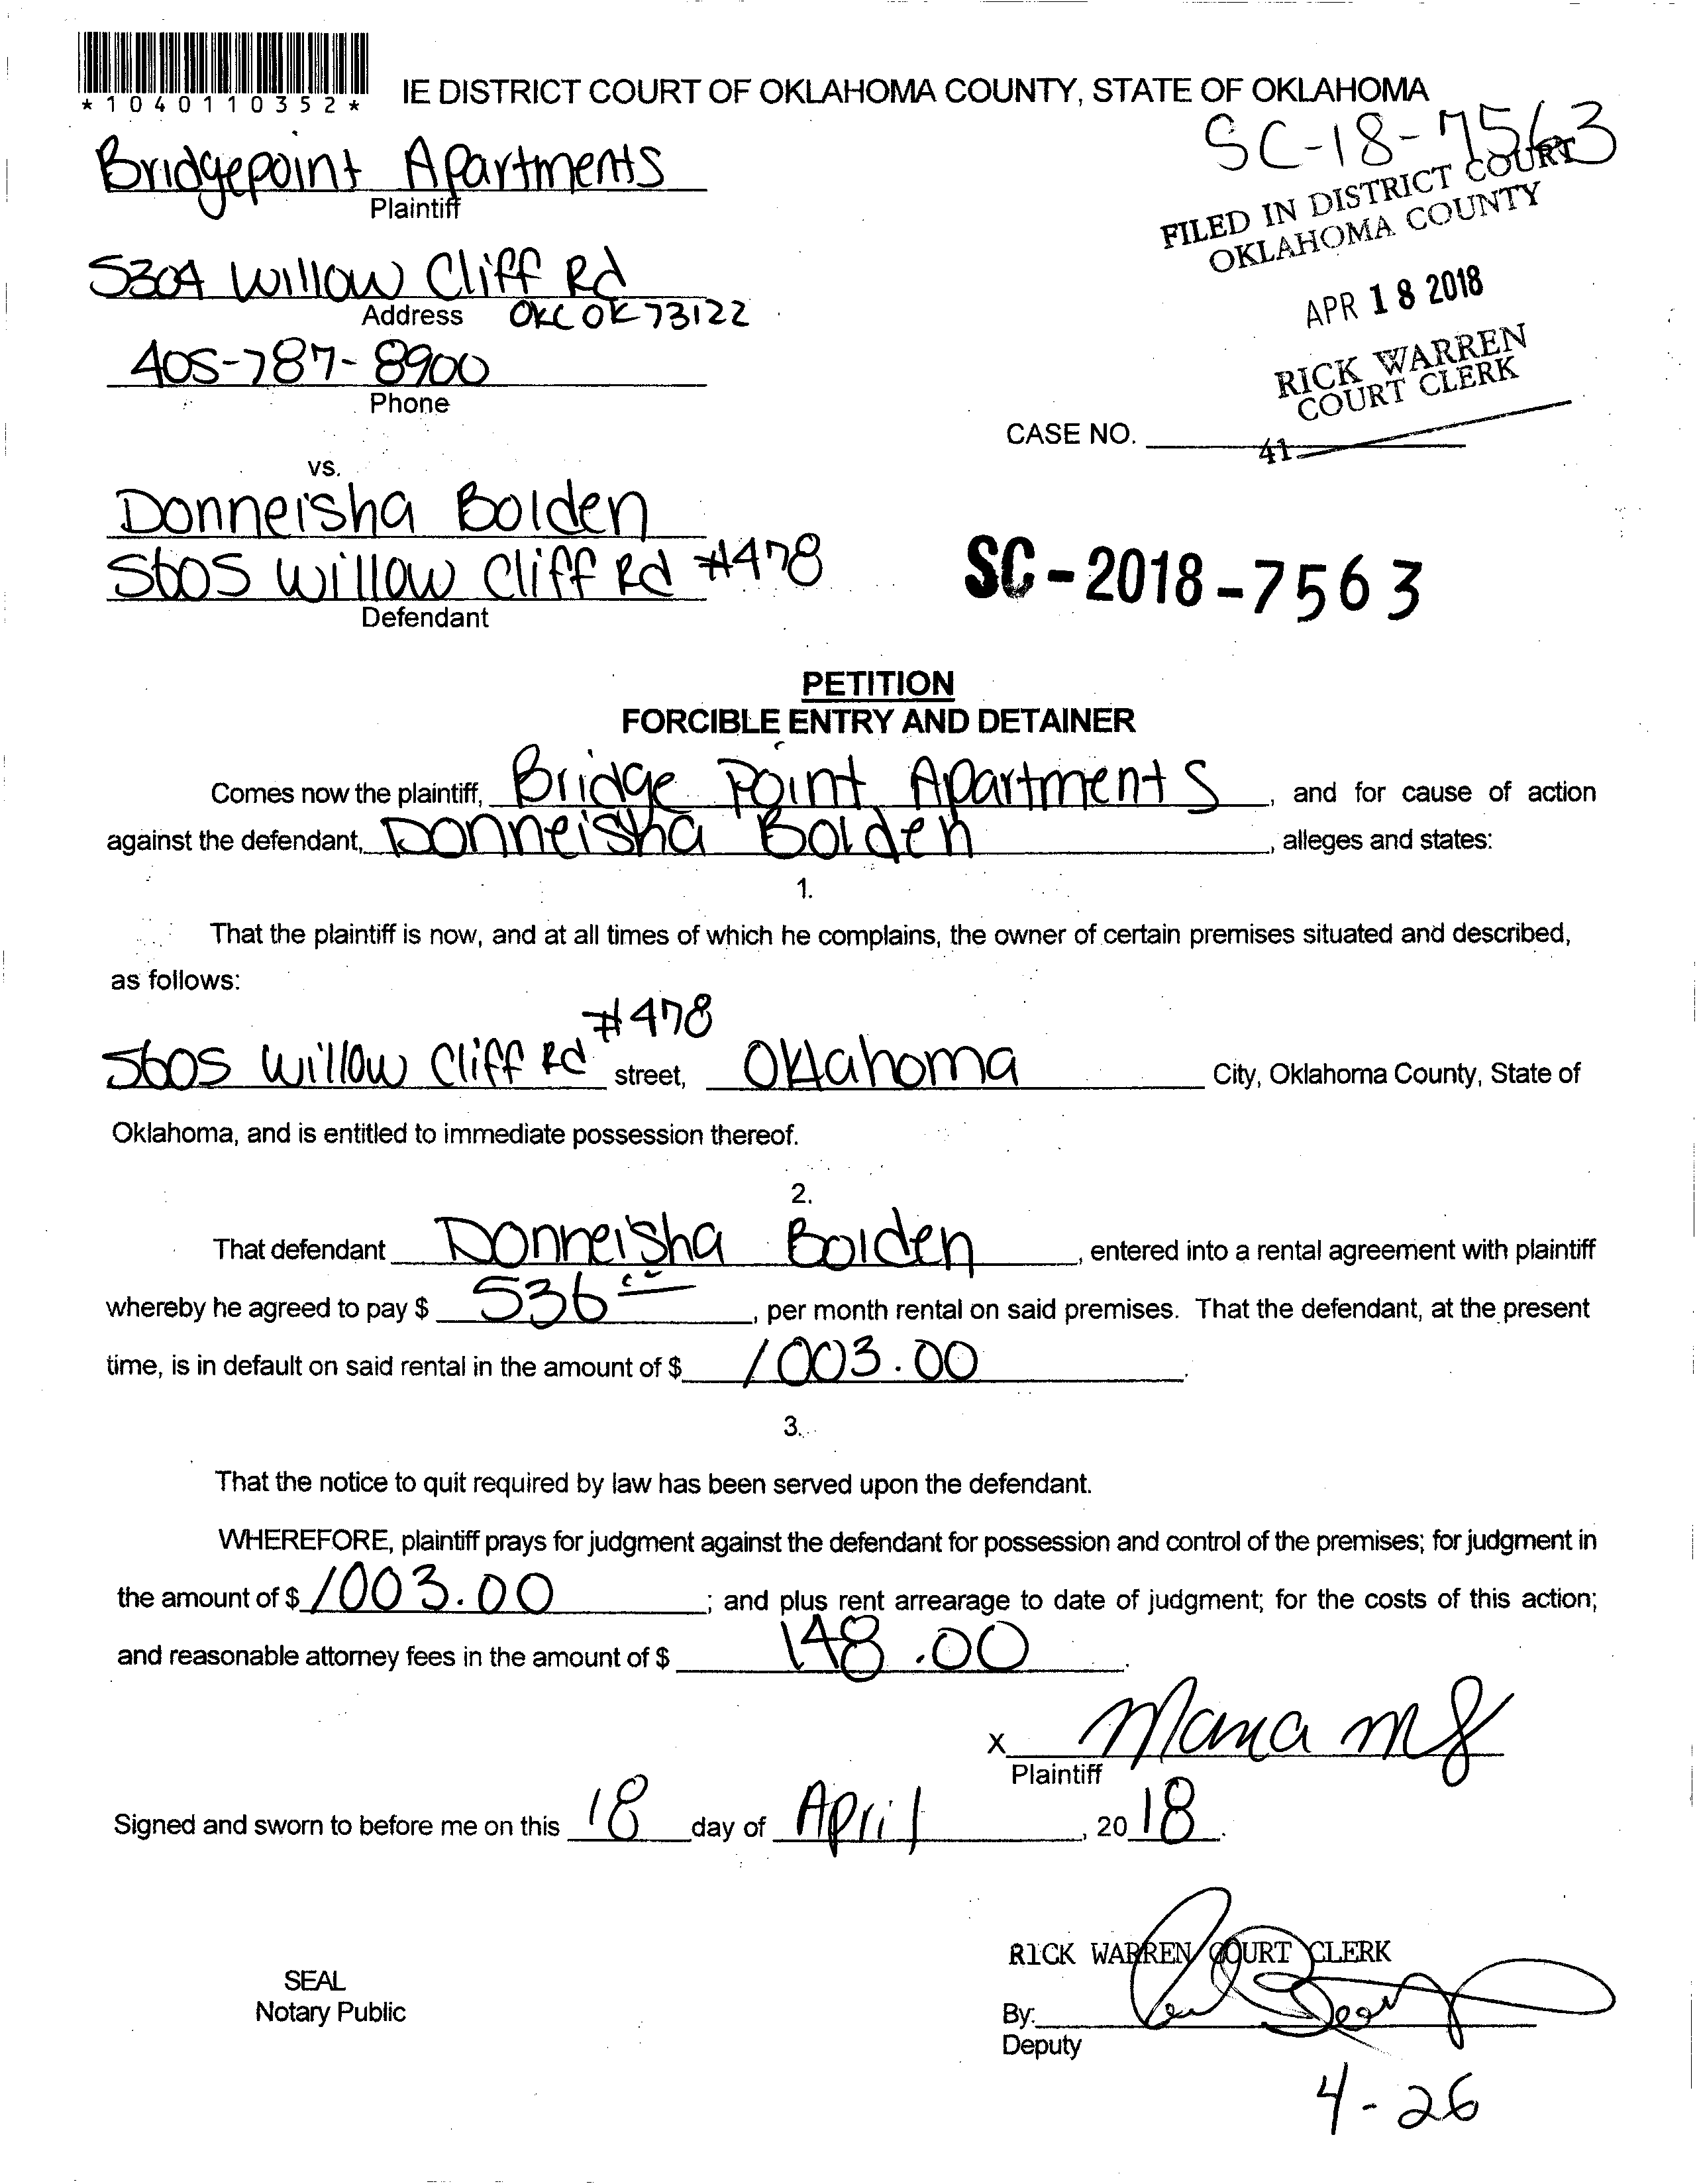 *1040110352*
IE DISTRICT COURT OF OKLAHOMA COUNTY, STATE OF OKLAHOMA
SC-18-7563
Bridgepoint Apartments
Plaintiff
FILED IN DISTRICT COURT
OKLAHOMA COUNTY
5304 Willow Cliff Rd
Address OKC OK 73122
APR 18 2018
405-787-8900
Phone
RICK WARREN
COURT CLERK
CASE NO.
41
vs.
Donneisha Bolden
5605 Willow Cliff Rd #478
Defendant
SC-2018-7563
PETITION
FORCIBLE ENTRY AND DETAINER
Comes now the plaintiff, Bridge Point Apartments, and for cause of action
against the defendant, Donneisha Bolden, alleges and states:
1.
That the plaintiff is now, and at all times of which he complains, the owner of certain premises situated and described,
as follows:
#478
5605 Willow Cliff Rd street, Oklahoma City, Oklahoma County, State of
Oklahoma, and is entitled to immediate possession thereof.
2.
That defendant Donneisha Bolden, entered into a rental agreement with plaintiff
whereby he agreed to pay $ 536, per month rental on said premises. That the defendant, at the present
time, is in default on said rental in the amount of $ 1003.00.
3.
That the notice to quit required by law has been served upon the defendant.
WHEREFORE, plaintiff prays for judgment against the defendant for possession and control of the premises; for judgment in
the amount of $ 1003.00; and plus rent arrearage to date of judgment; for the costs of this action;
and reasonable attorney fees in the amount of $ 148.00.
X
Plaintiff
Signed and sworn to before me on this 18 day of April, 2018.
RICK WARREN COURT CLERK
SEAL
Notary Public
By:
Deputy
4-26